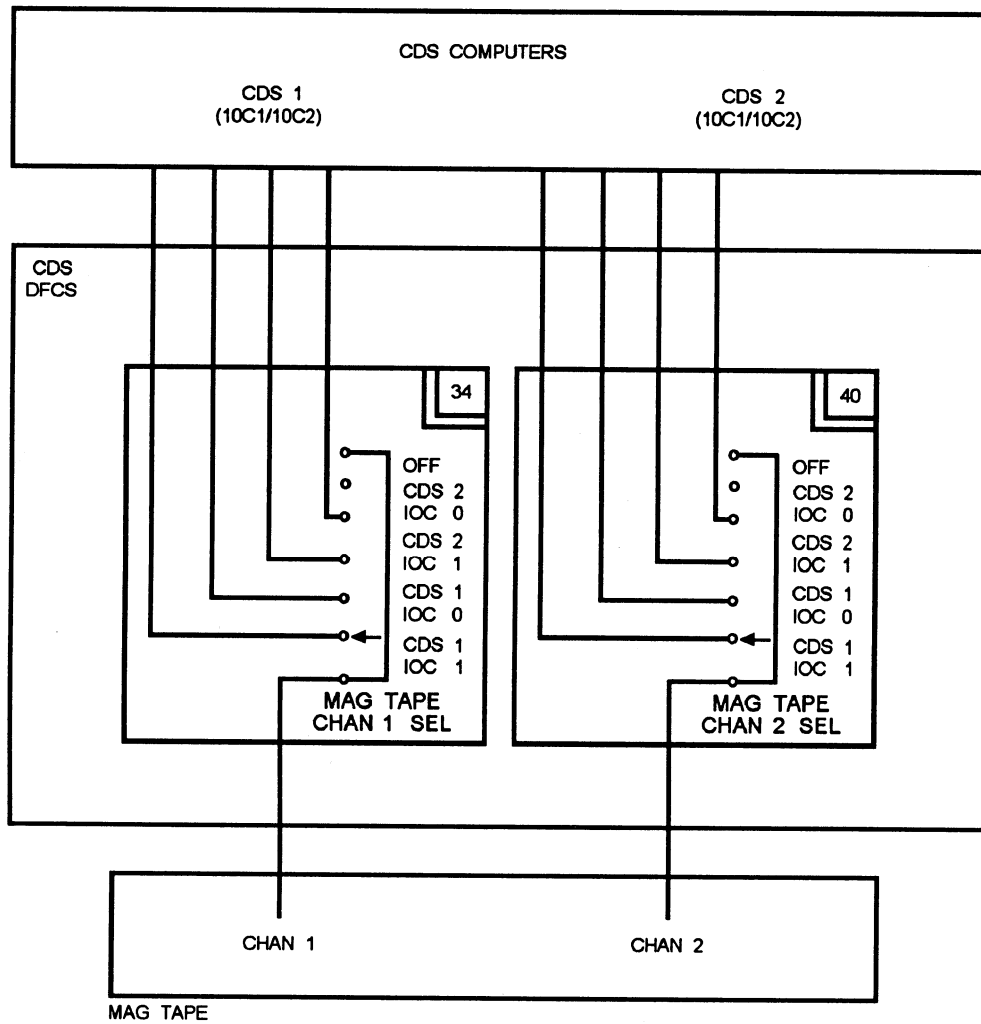 CDS COMPUTERS
CDS 1
(10C1/10C2)
CDS 2
(10C1/10C2)
CDS
DFCS
34
OFF
CDS 2
IOC 0
CDS 2
IOC 1
CDS 1
IOC 0
CDS 1
IOC 1
MAG TAPE
CHAN 1 SEL
40
OFF
CDS 2
IOC 0
CDS 2
IOC 1
CDS 1
IOC 0
CDS 1
IOC 1
MAG TAPE
CHAN 2 SEL
CHAN 1
CHAN 2
MAG TAPE